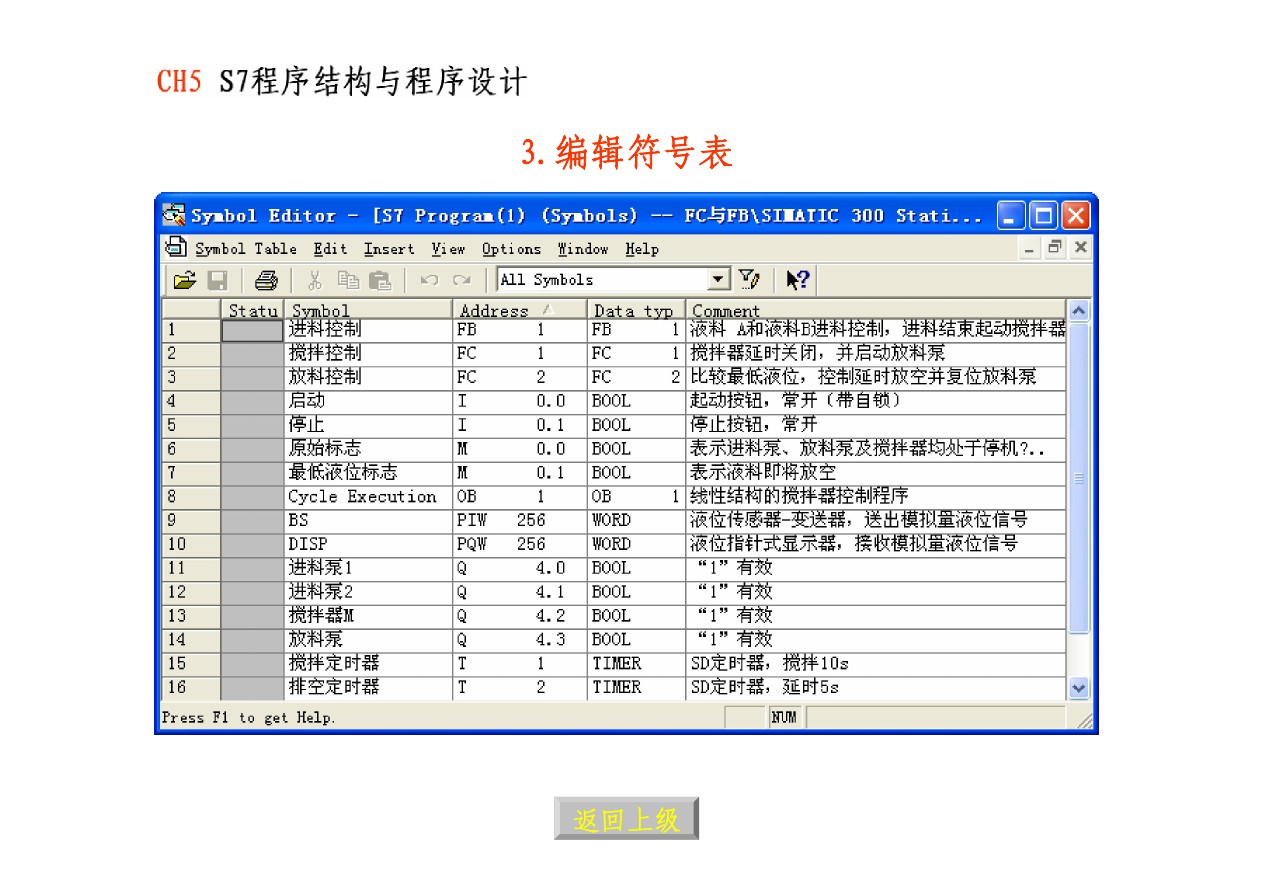 CH5 S7程序结构与程序设计
3.编辑符号表
Symbol Editor - [S7 Program(1) (Symbols) -- FC与FB\SIMATIC 300 Stati...
Symbol Table Edit Insert View Options Window Help
All Symbols
Statu Symbol Address Data typ Comment
1 进料控制 FB 1 FB 1 液料 A和液料B进料控制，进料结束起动搅拌器
2 搅拌控制 FC 1 FC 1 搅拌器延时关闭，并启动放料泵
3 放料控制 FC 2 FC 2 比较最低液位，控制延时放空并复位放料泵
4 启动 I 0.0 BOOL 起动按钮，常开（带自锁）
5 停止 I 0.1 BOOL 停止按钮，常开
6 原始标志 M 0.0 BOOL 表示进料泵、放料泵及搅拌器均处于停机?..
7 最低液位标志 M 0.1 BOOL 表示液料即将放空
8 Cycle Execution OB 1 OB 1 线性结构的搅拌器控制程序
9 BS PIW 256 WORD 液位传感器-变送器，送出模拟量液位信号
10 DISP PQW 256 WORD 液位指针式显示器，接收模拟量液位信号
11 进料泵1 Q 4.0 BOOL “1”有效
12 进料泵2 Q 4.1 BOOL “1”有效
13 搅拌器M Q 4.2 BOOL “1”有效
14 放料泵 Q 4.3 BOOL “1”有效
15 搅拌定时器 T 1 TIMER SD定时器，搅拌10s
16 排空定时器 T 2 TIMER SD定时器，延时5s
Press F1 to get Help. NUM
返回上级